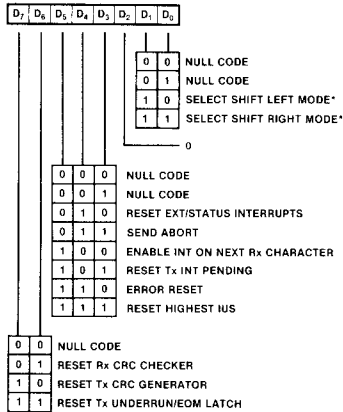 D7 D6 D5 D4 D3 D2 D1 D0
0 0 NULL CODE
0 1 NULL CODE
1 0 SELECT SHIFT LEFT MODE*
1 1 SELECT SHIFT RIGHT MODE*
0
0 0 0 NULL CODE
0 0 1 NULL CODE
0 1 0 RESET EXT/STATUS INTERRUPTS
0 1 1 SEND ABORT
1 0 0 ENABLE INT ON NEXT Rx CHARACTER
1 0 1 RESET Tx INT PENDING
1 1 0 ERROR RESET
1 1 1 RESET HIGHEST IUS
0 0 NULL CODE
0 1 RESET Rx CRC CHECKER
1 0 RESET Tx CRC GENERATOR
1 1 RESET Tx UNDERRUN/EOM LATCH